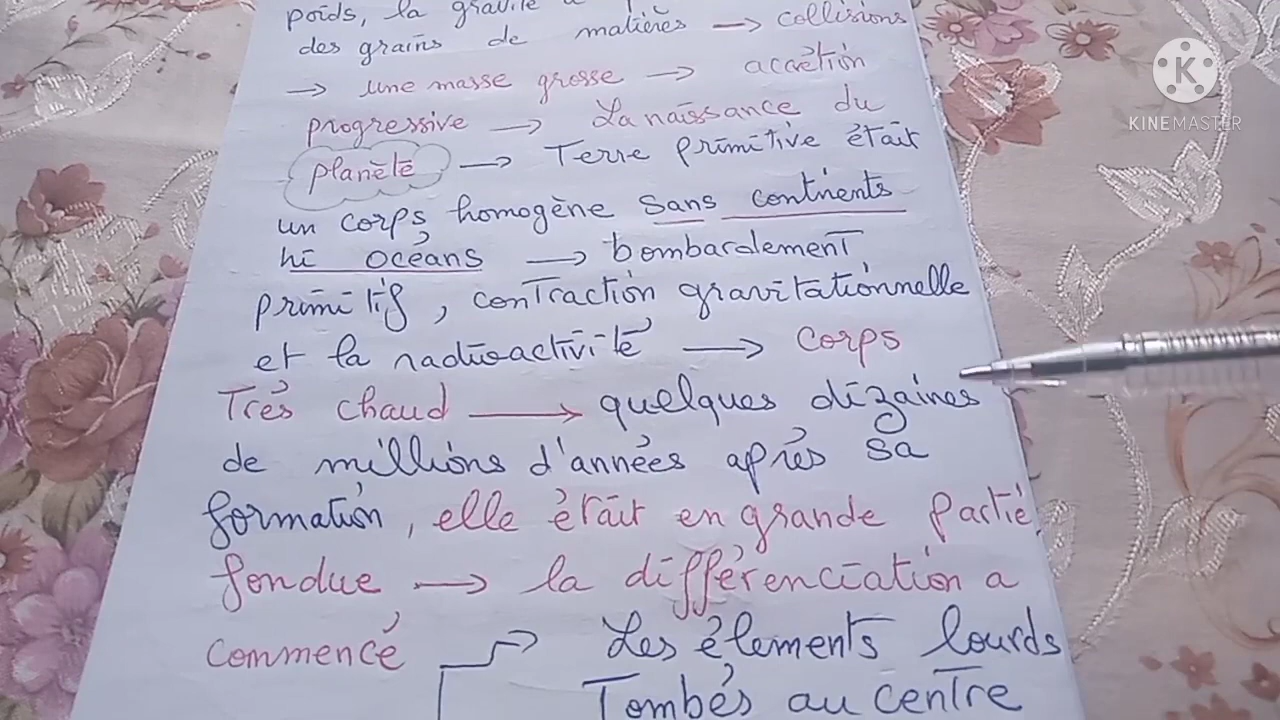 poids, la gravité
des grains de matières → collisions
→ une masse grosse → accrétion
progressive → La naissance du
planète → Terre primitive était
un corps homogène sans continents
ni océans → bombardement
primitif, contraction gravitationnelle
et la radioactivité → corps
Très chaud → quelques dizaines
de millions d'années après sa
formation, elle était en grande partie
fondue → la différenciation a
commencé → Les élements lourds
Tombés au centre
K
KINEMASTER